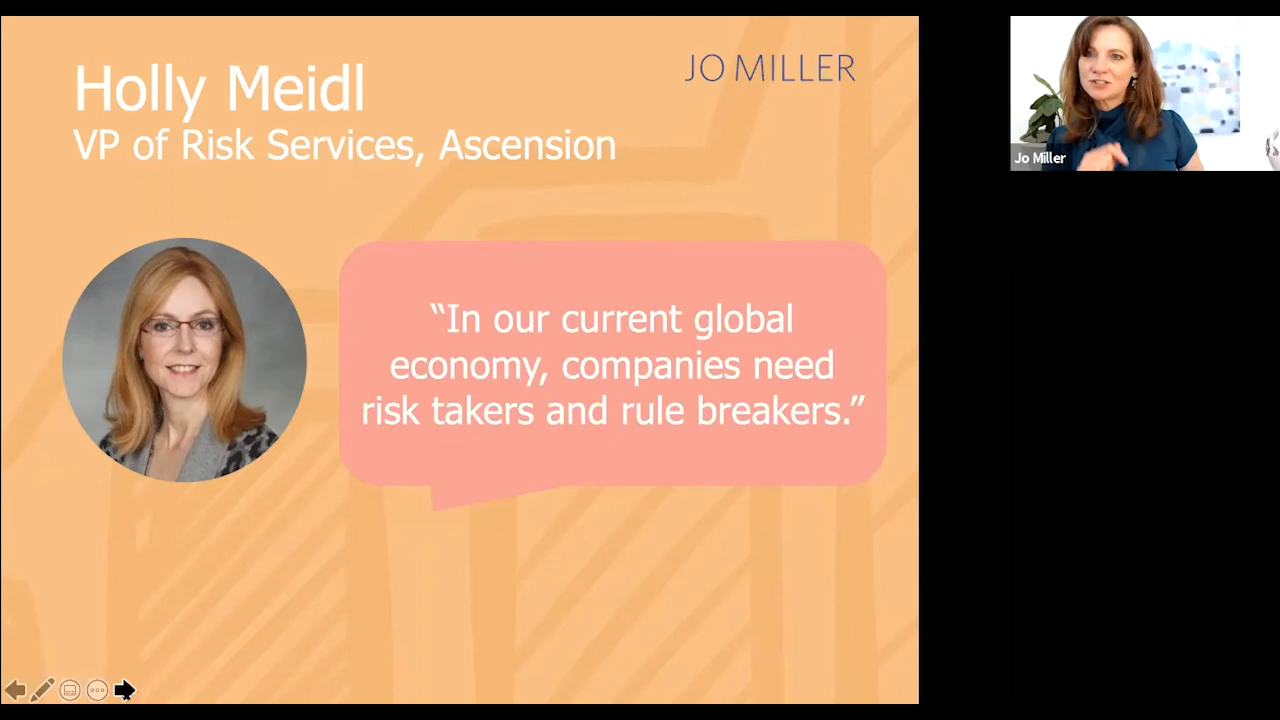 Holly Meidl
VP of Risk Services, Ascension
JO MILLER
“In our current global
economy, companies need
risk takers and rule breakers.”
Jo Miller